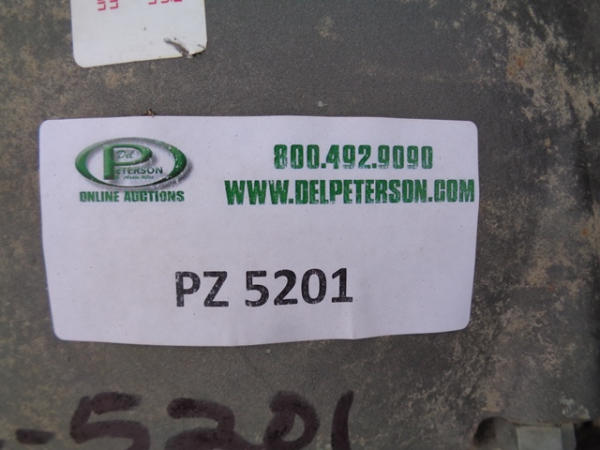 Del
PETERSON
ONLINE AUCTIONS
800.492.9090
WWW.DELPETERSON.COM
PZ 5201
-5201